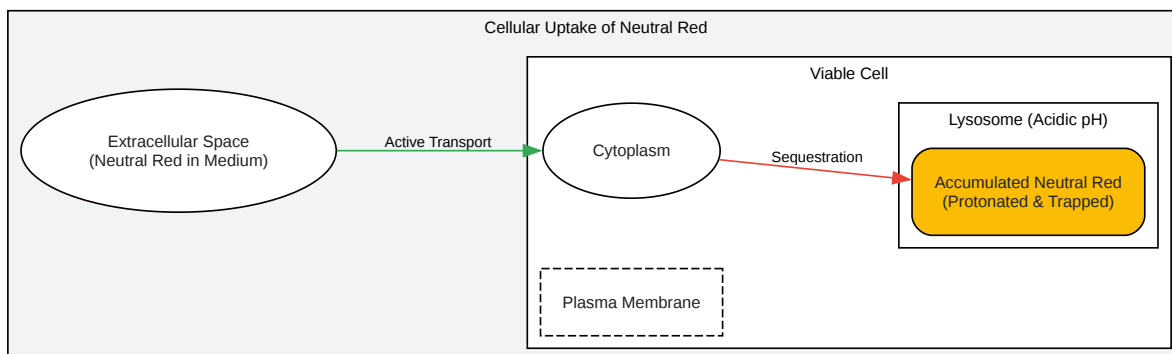 Cellular Uptake of Neutral Red
Viable Cell
Lysosome (Acidic pH)
Extracellular Space
(Neutral Red in Medium)
Active Transport
Cytoplasm
Sequestration
Accumulated Neutral Red
(Protonated & Trapped)
Plasma Membrane